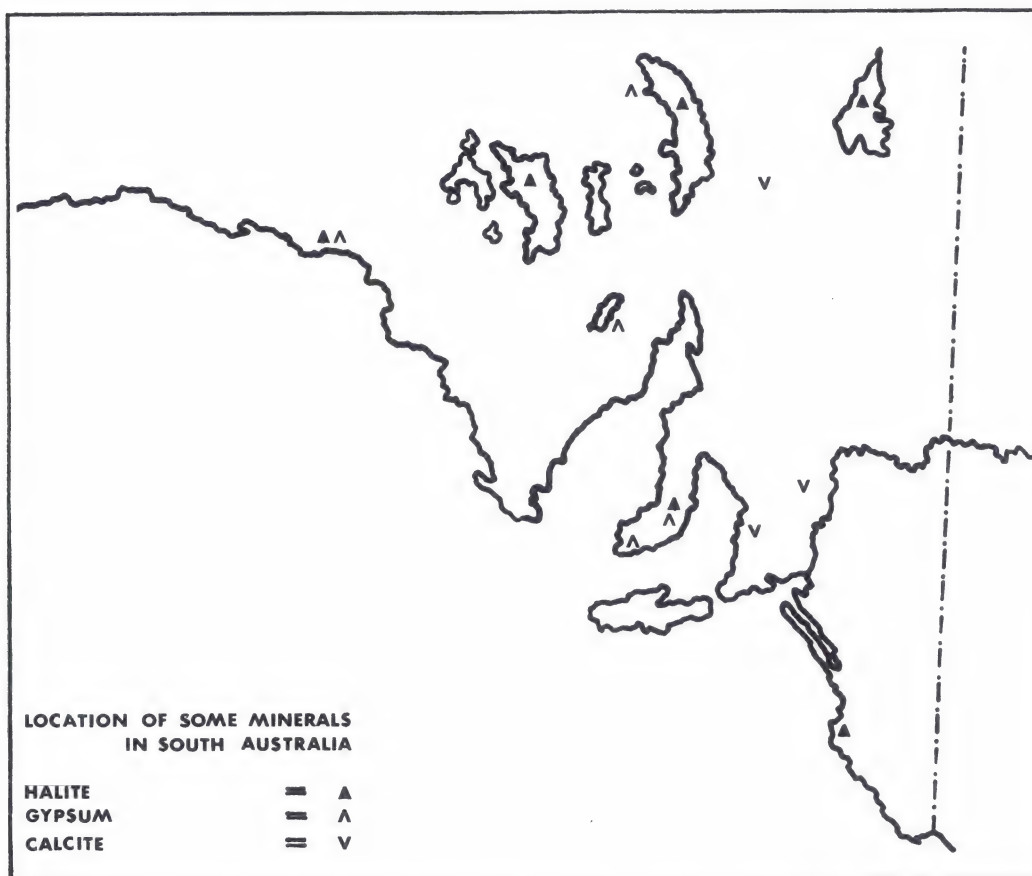 LOCATION OF SOME MINERALS
IN SOUTH AUSTRALIA
HALITE = ▲
GYPSUM = ʌ
CALCITE = v